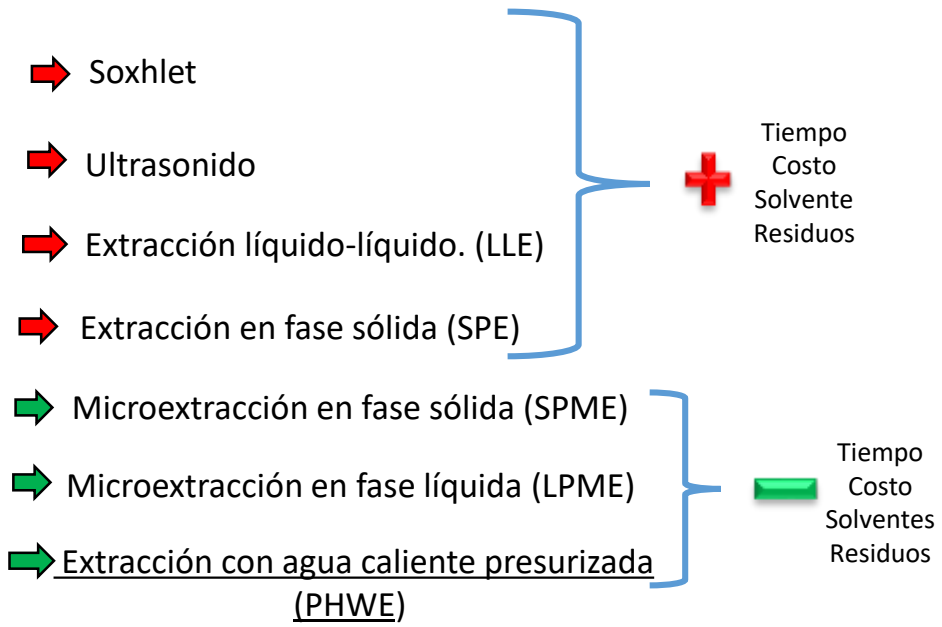 Soxhlet
Ultrasonido
Extracción líquido-líquido. (LLE)
Extracción en fase sólida (SPE)
Tiempo
Costo
Solvente
Residuos
Microextracción en fase sólida (SPME)
Microextracción en fase líquida (LPME)
Extracción con agua caliente presurizada
(PHWE)
Tiempo
Costo
Solventes
Residuos